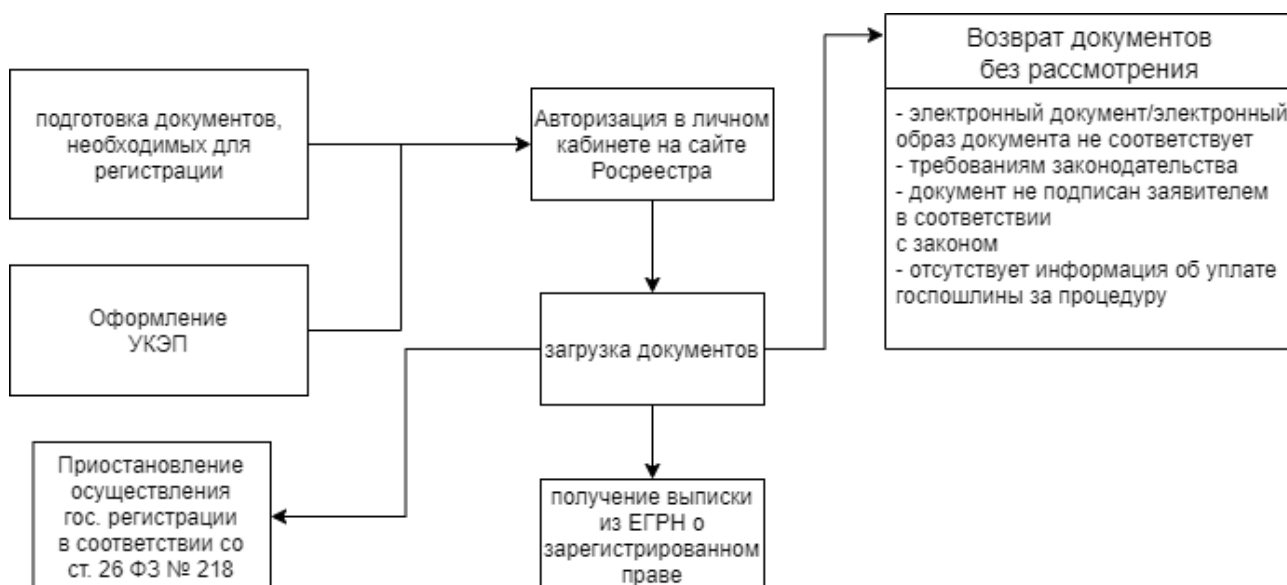 подготовка документов,
необходимых для
регистрации
Оформление
УКЭП
Авторизация в личном
кабинете на сайте
Росреестра
загрузка документов
Возврат документов
без рассмотрения
- электронный документ/электронный
образ документа не соответствует
- требованиям законодательства
- документ не подписан заявителем
в соответствии
с законом
- отсутствует информация об уплате
госпошлины за процедуру
Приостановление
осуществления
гос. регистрации
в соответствии со
ст. 26 ФЗ № 218
получение выписки
из ЕГРН о
зарегистрированном
праве